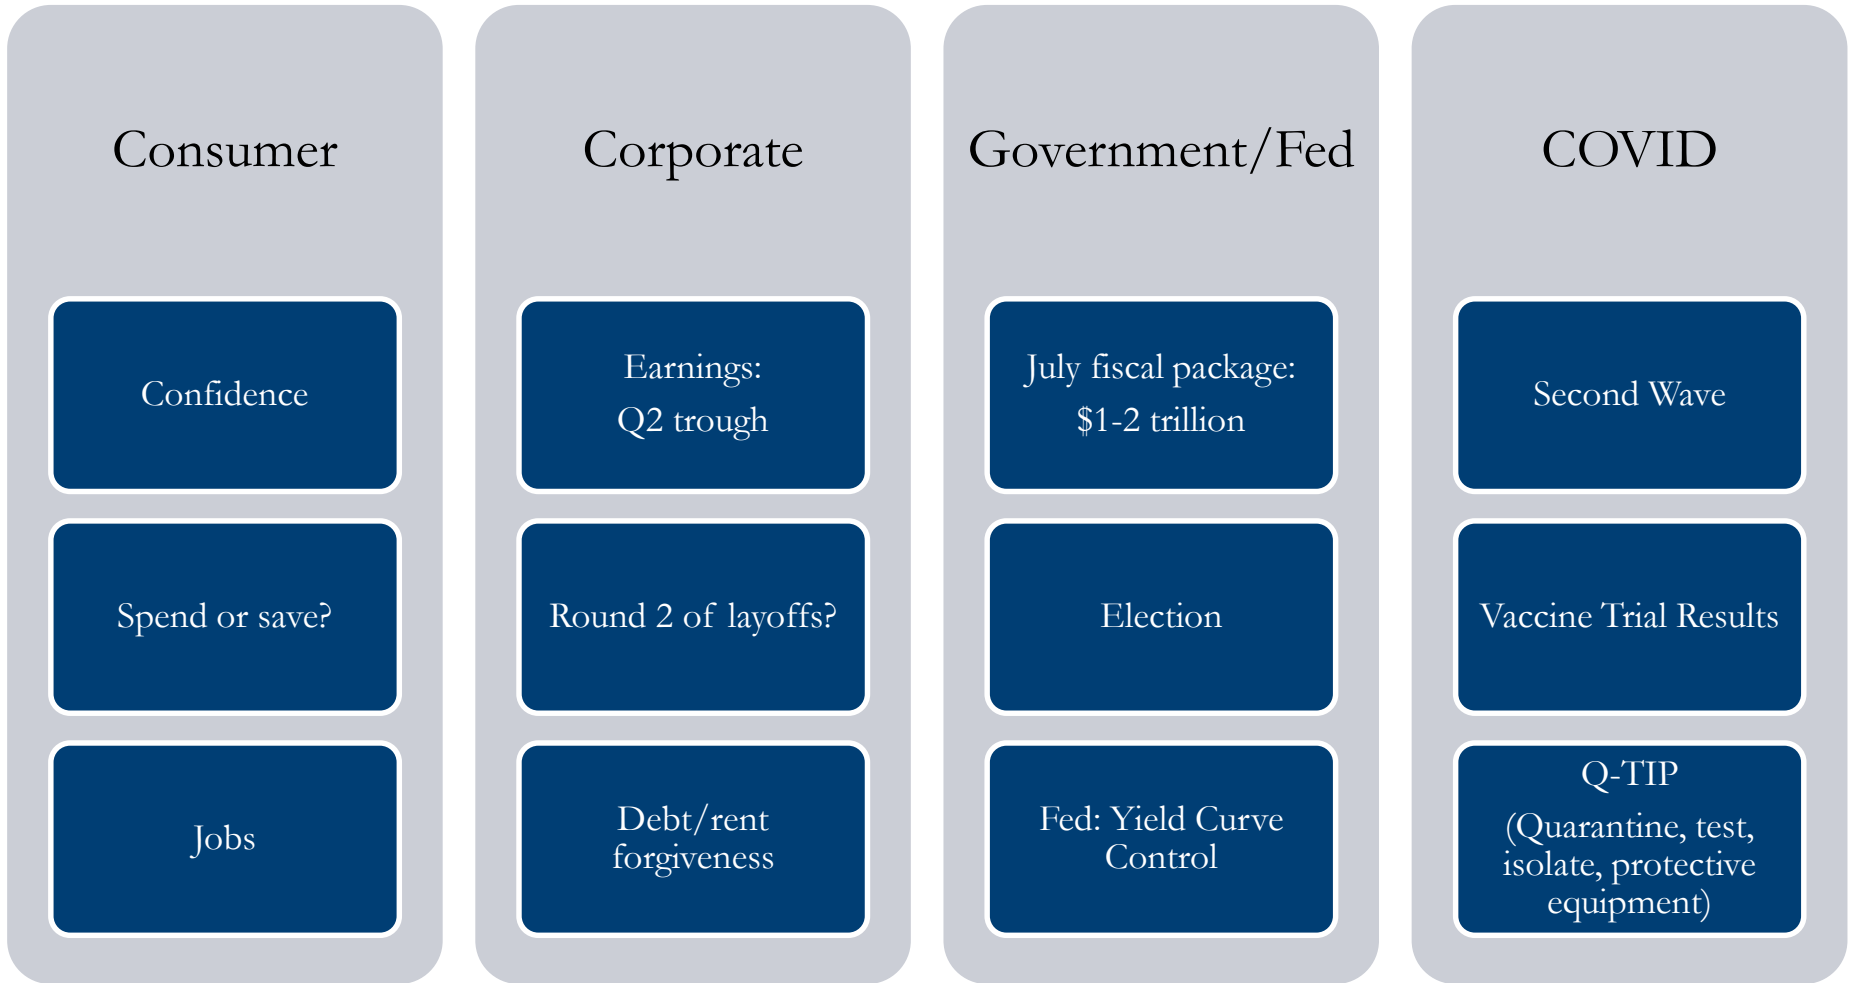 Consumer
Confidence
Spend or save?
Jobs
Corporate
Earnings:
Q2 trough
Round 2 of layoffs?
Debt/rent
forgiveness
Government/Fed
July fiscal package:
$1-2 trillion
Election
Fed: Yield Curve
Control
COVID
Second Wave
Vaccine Trial Results
Q-TIP
(Quarantine, test,
isolate, protective
equipment)